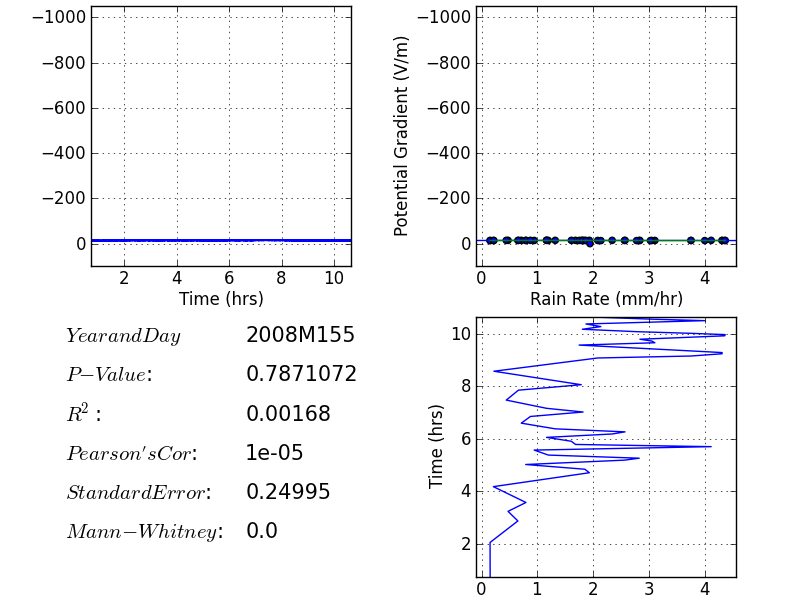 −1000
−800
−600
−400
−200
0
2 4 6 8 10
Time (hrs)
Potential Gradient (V/m)
−1000
−800
−600
−400
−200
0
0 1 2 3 4
Rain Rate (mm/hr)
YearandDay 2008M155
P−Value: 0.7871072
R²: 0.00168
Pearson'sCor: 1e-05
StandardError: 0.24995
Mann−Whitney: 0.0
Time (hrs)
10
8
6
4
2
0 1 2 3 4